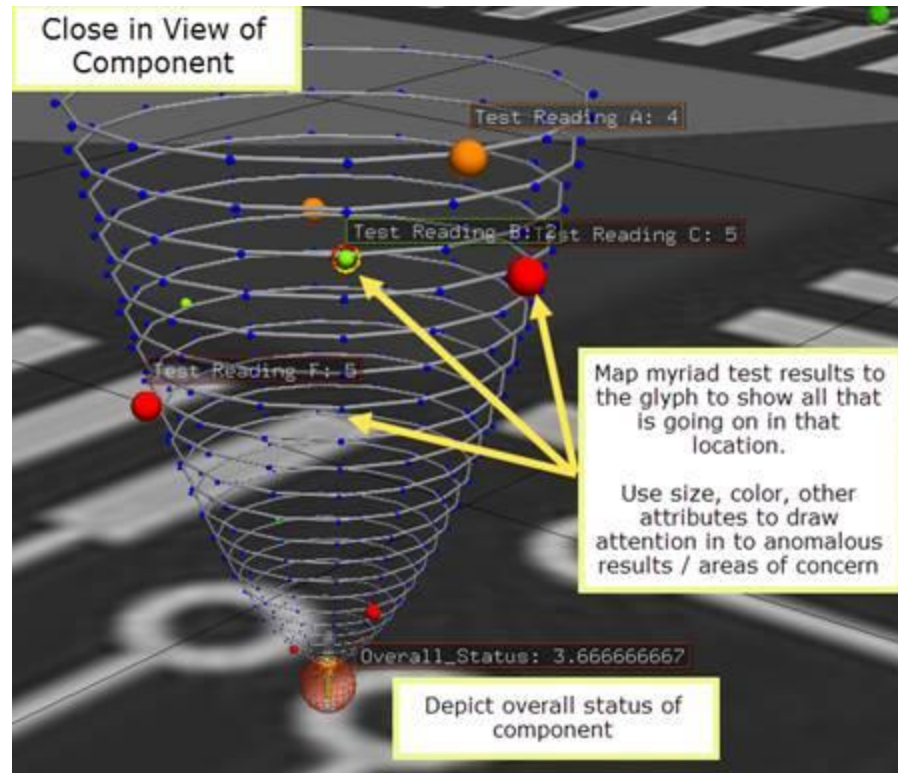 Close in View of
Component
Test Reading A: 4
Test Reading B: 2
Test Reading C: 5
Test Reading F: 5
Map myriad test results to
the glyph to show all that
is going on in that
location.
Use size, color, other
attributes to draw
attention in to anomalous
results / areas of concern
Overall_Status: 3.666666667
Depict overall status of
component